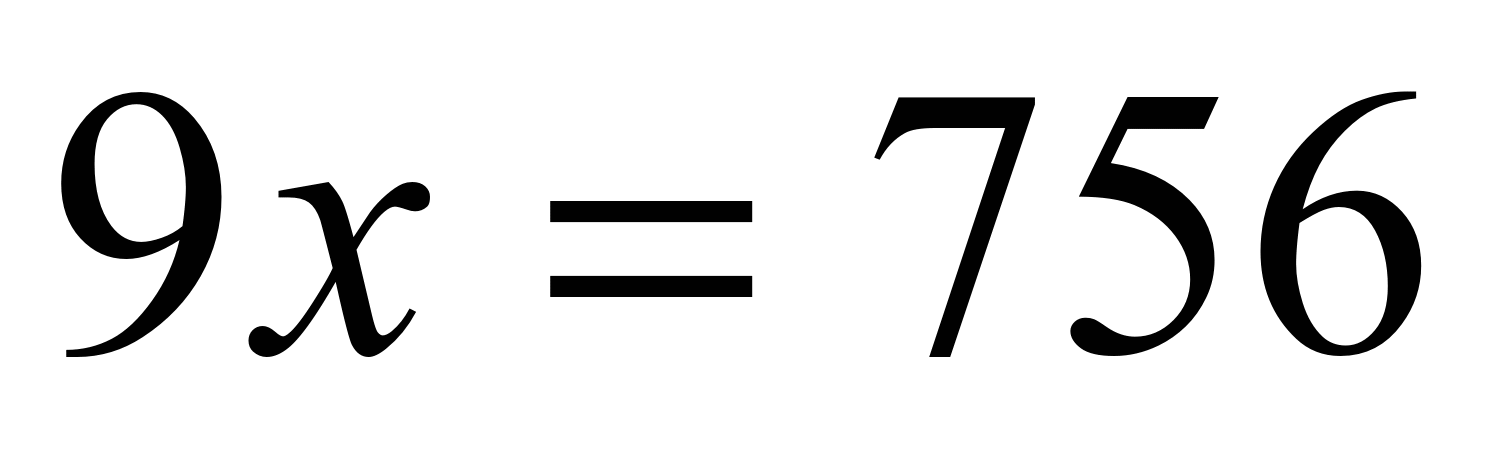 9x = 756